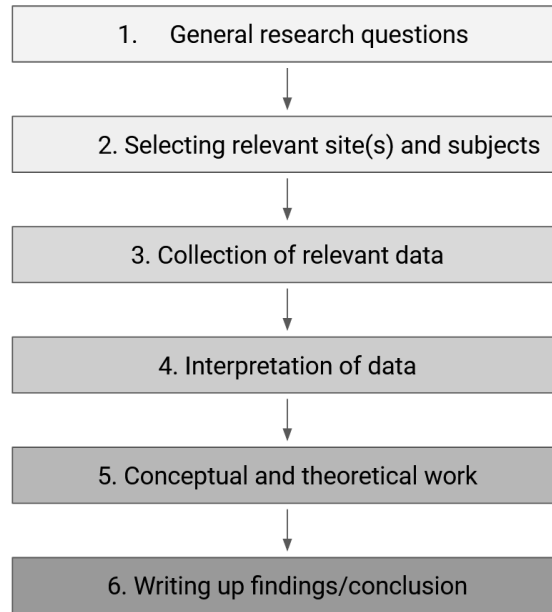 1. General research questions
2. Selecting relevant site(s) and subjects
3. Collection of relevant data
4. Interpretation of data
5. Conceptual and theoretical work
6. Writing up findings/conclusion